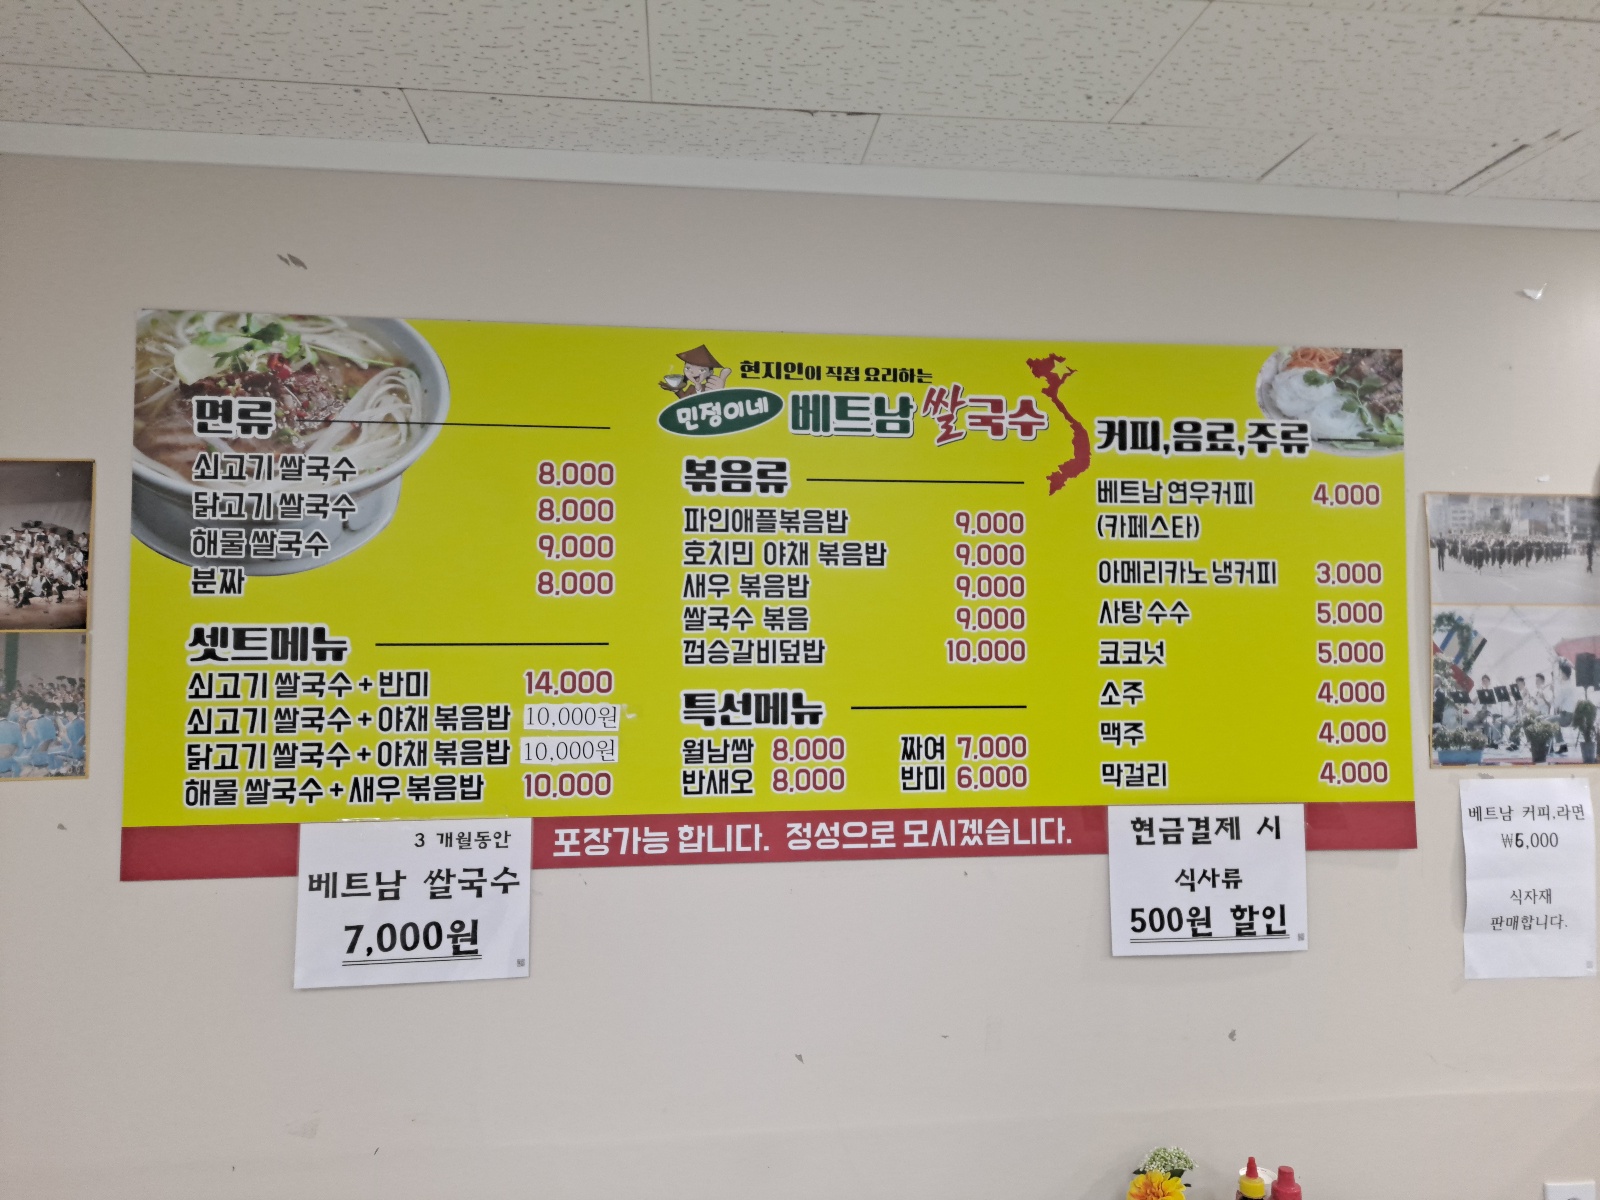 현지인이 직접 요리하는
민정이네 베트남 쌀국수
면류
쇠고기 쌀국수 8,000
닭고기 쌀국수 8,000
해물 쌀국수 9,000
분짜 8,000
셋트메뉴
쇠고기 쌀국수 + 반미 14,000
쇠고기 쌀국수 + 야채 볶음밥 10,000원
닭고기 쌀국수 + 야채 볶음밥 10,000원
해물 쌀국수 + 새우 볶음밥 10,000
볶음류
파인애플볶음밥 9,000
호치민 야채 볶음밥 9,000
새우 볶음밥 9,000
쌀국수 볶음 9,000
껌승갈비덮밥 10,000
특선메뉴
월남쌈 8,000 짜여 7,000
반새오 8,000 반미 6,000
커피,음료,주류
베트남 연우커피 4,000
(카페스타)
아메리카노 냉커피 3,000
사탕수수 5,000
코코넛 5,000
소주 4,000
맥주 4,000
막걸리 4,000
포장가능 합니다. 정성으로 모시겠습니다.
3 개월동안
베트남 쌀국수
7,000원
현금결제 시
식사류
500원 할인
베트남 커피,라면
₩6,000
식자재
판매합니다.